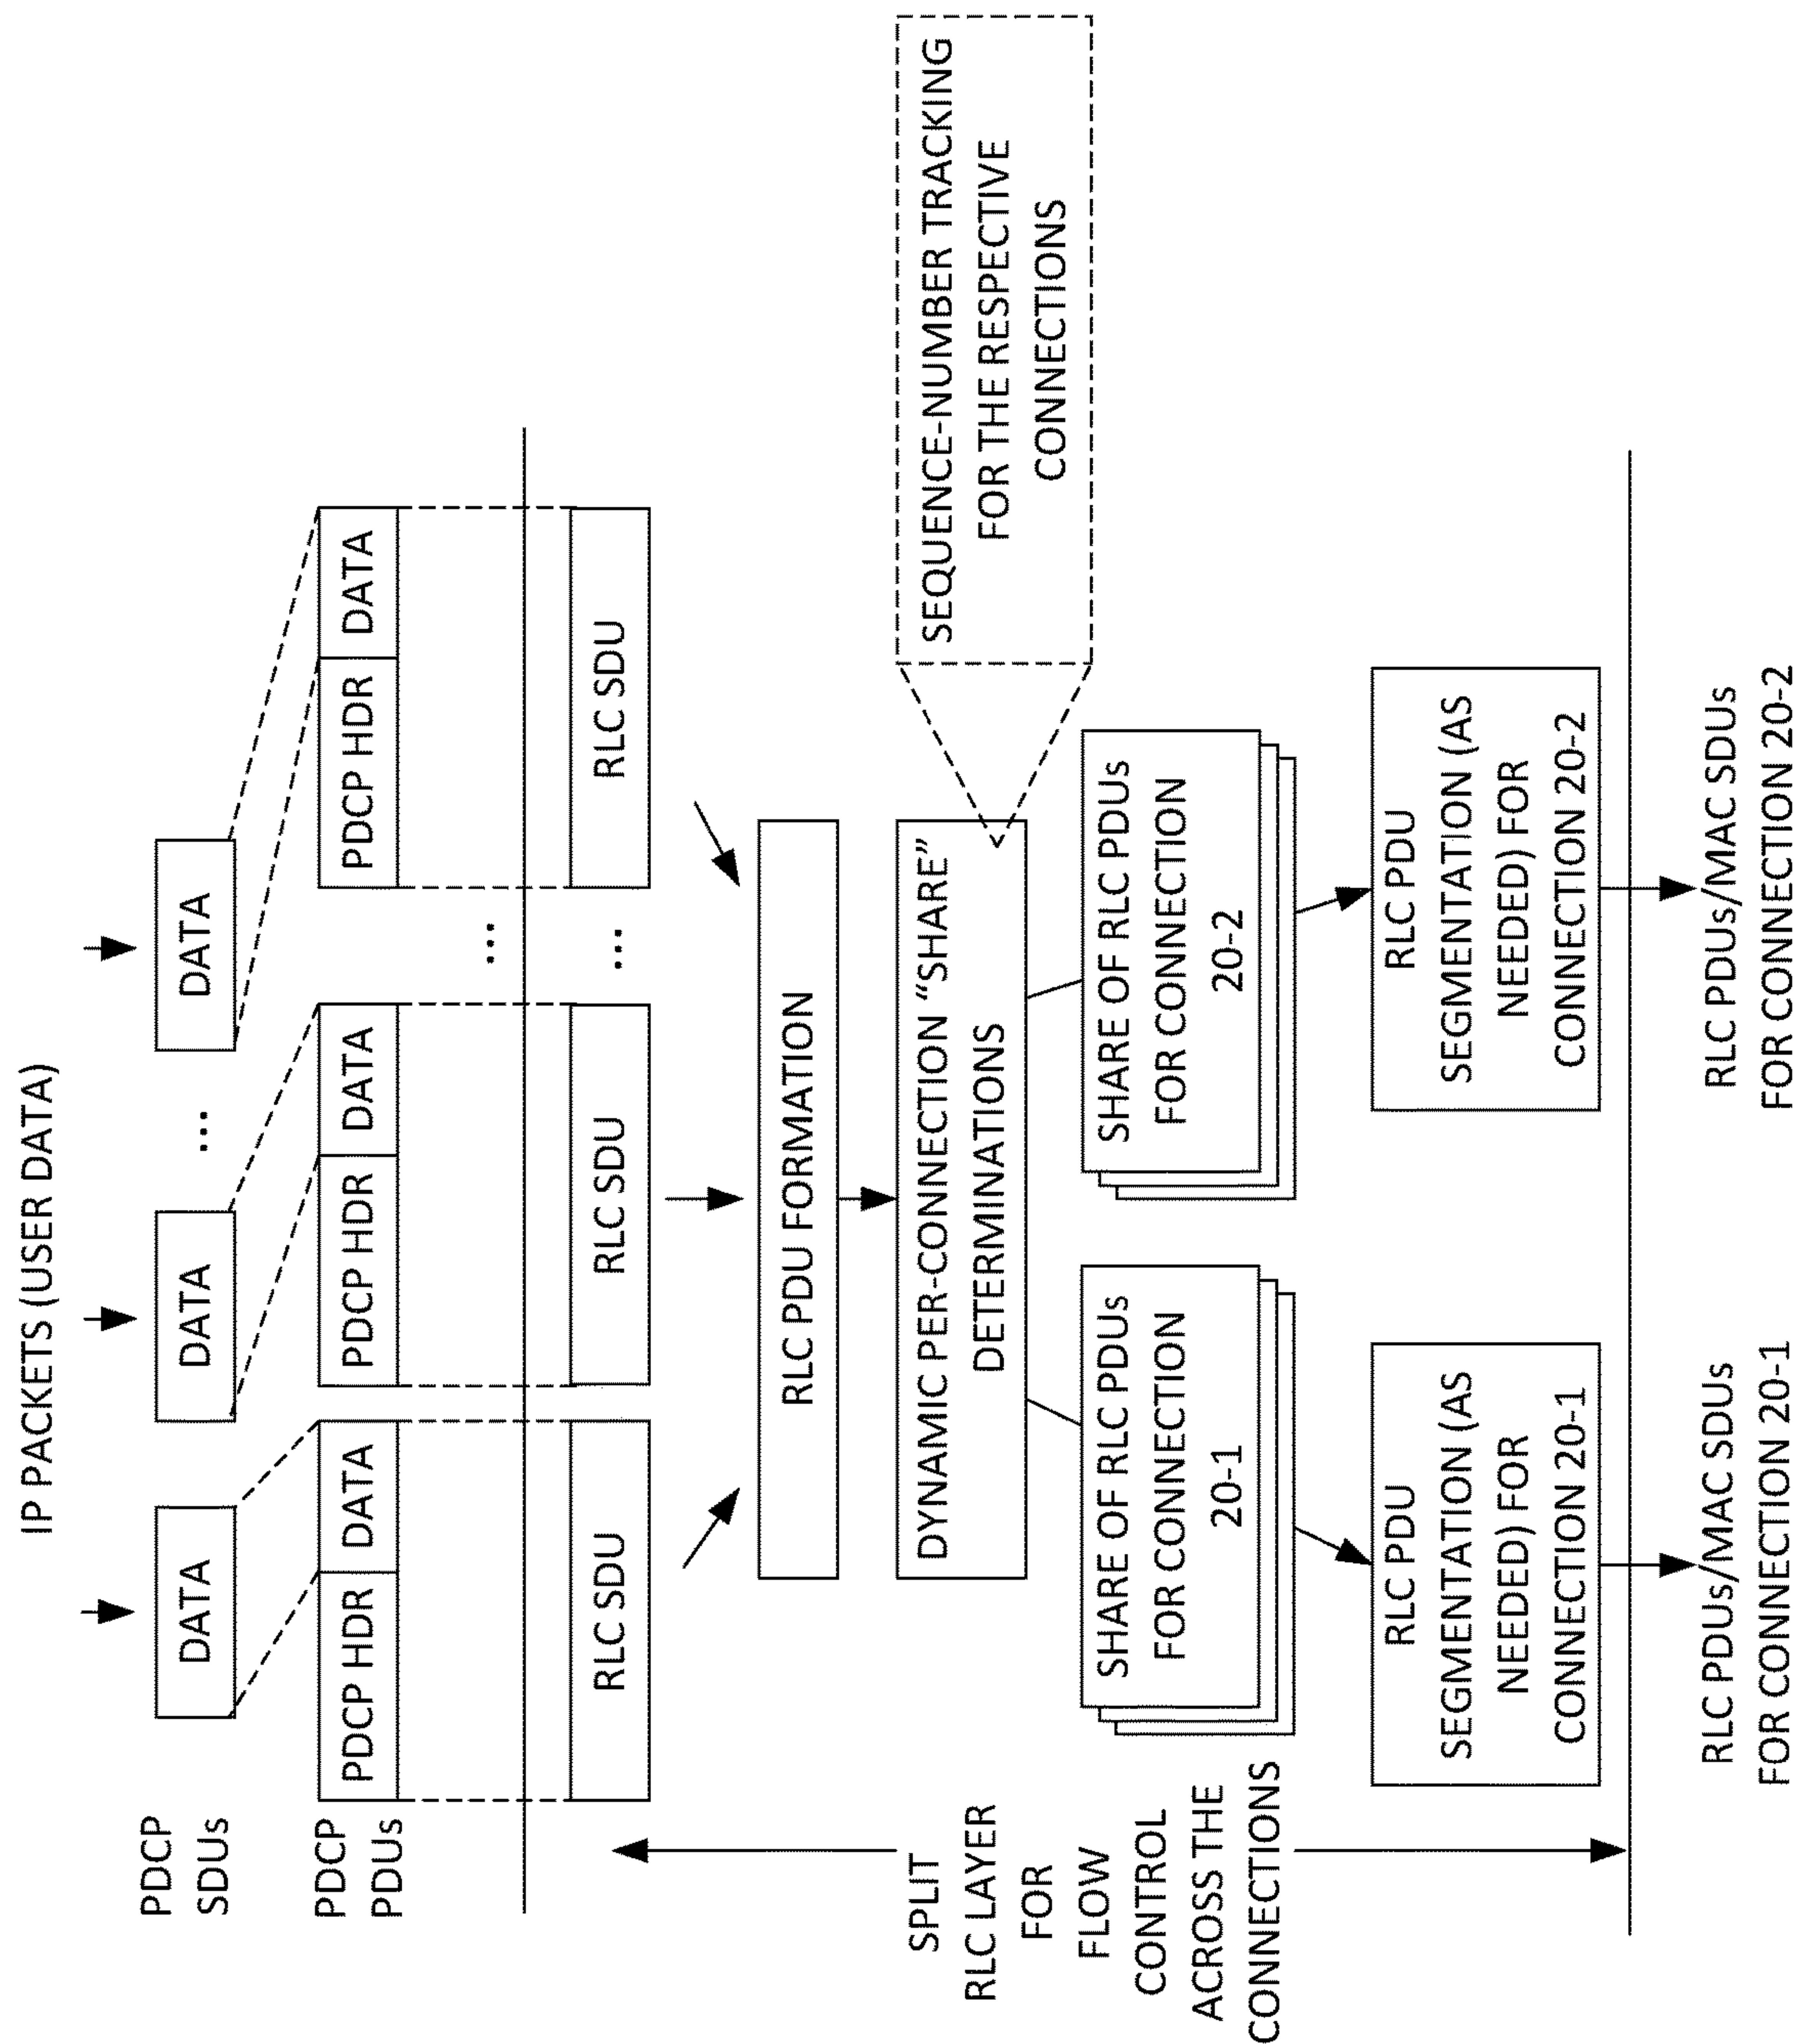 IP PACKETS (USER DATA)
PDCP
SDUs
DATA
DATA
...
DATA
PDCP
PDUs
PDCP HDR
DATA
PDCP HDR
DATA
PDCP HDR
DATA
...
RLC SDU
RLC SDU
...
RLC SDU
RLC PDU FORMATION
SPLIT
RLC LAYER
FOR
FLOW
CONTROL
ACROSS THE
CONNECTIONS
DYNAMIC PER-CONNECTION “SHARE”
DETERMINATIONS
SEQUENCE-NUMBER TRACKING
FOR THE RESPECTIVE
CONNECTIONS
SHARE OF RLC PDUs
FOR CONNECTION
20-1
SHARE OF RLC PDUs
FOR CONNECTION
20-2
RLC PDU
SEGMENTATION (AS
NEEDED) FOR
CONNECTION 20-1
RLC PDU
SEGMENTATION (AS
NEEDED) FOR
CONNECTION 20-2
RLC PDUs/MAC SDUs
FOR CONNECTION 20-1
RLC PDUs/MAC SDUs
FOR CONNECTION 20-2